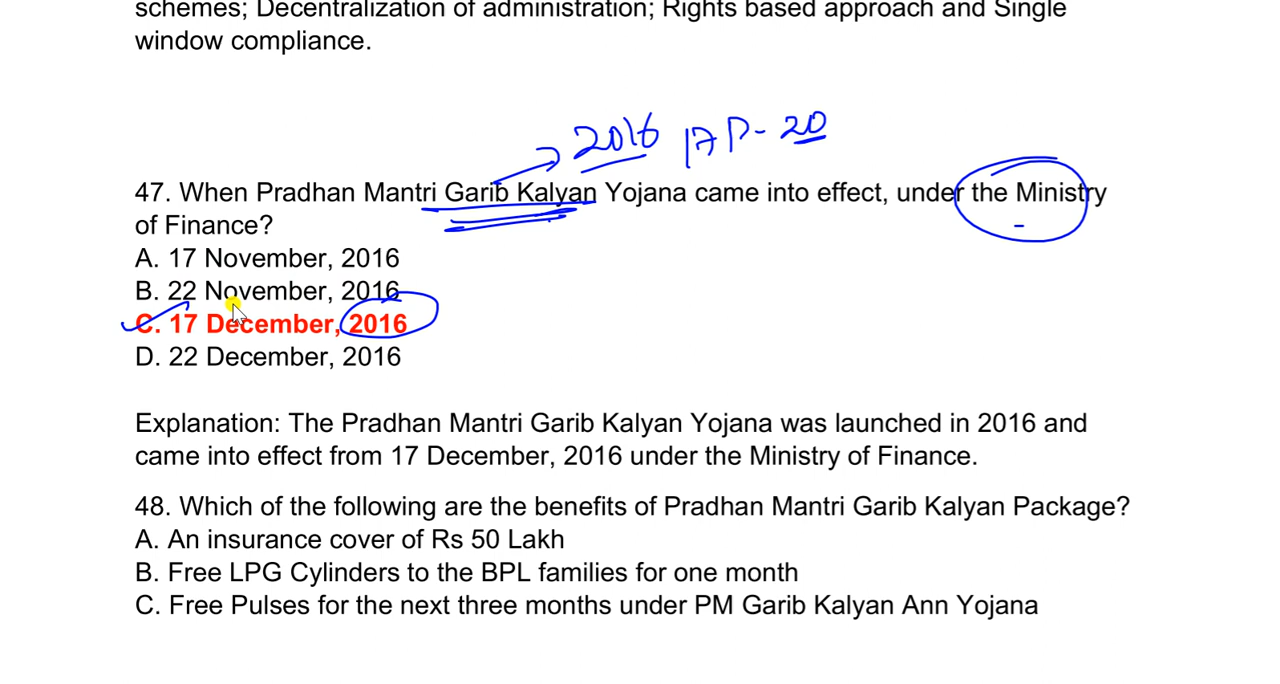 schemes; Decentralization of administration; Rights based approach and Single
window compliance.
2016 17 D- 20
47. When Pradhan Mantri Garib Kalyan Yojana came into effect, under the Ministry
of Finance?
A. 17 November, 2016
B. 22 November, 2016
C. 17 December, 2016
D. 22 December, 2016
Explanation: The Pradhan Mantri Garib Kalyan Yojana was launched in 2016 and
came into effect from 17 December, 2016 under the Ministry of Finance.
48. Which of the following are the benefits of Pradhan Mantri Garib Kalyan Package?
A. An insurance cover of Rs 50 Lakh
B. Free LPG Cylinders to the BPL families for one month
C. Free Pulses for the next three months under PM Garib Kalyan Ann Yojana